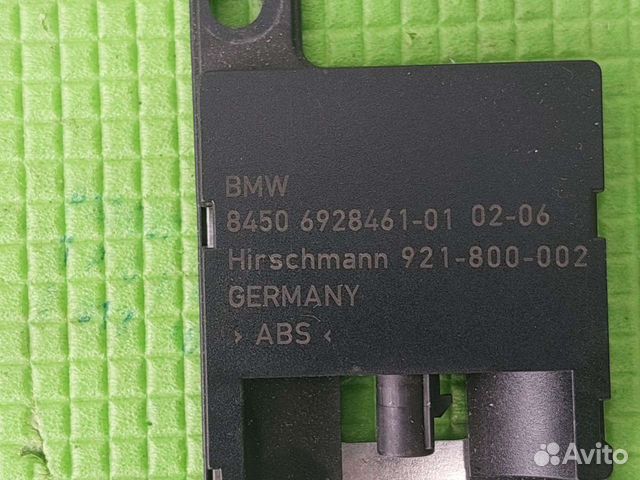 BMW
8450 6928461-01 02-06
Hirschmann 921-800-002
GERMANY
> ABS <
Avito